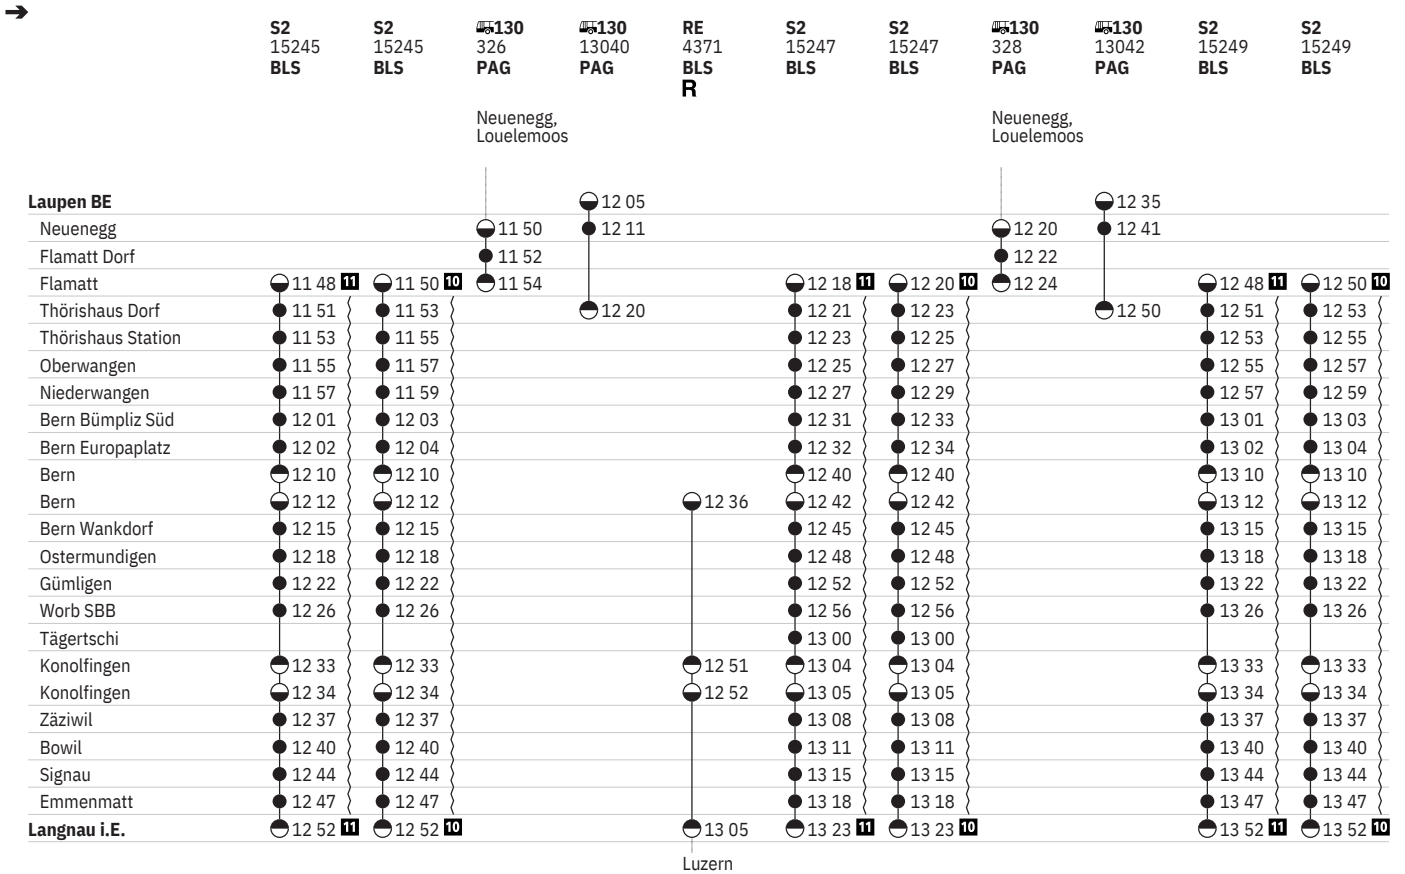 ➔
S2 S2 130 130 RE S2 S2 130 130 S2 S2
15245 15245 326 13040 4371 15247 15247 328 13042 15249 15249
BLS BLS PAG PAG BLS BLS BLS PAG PAG BLS BLS
R
Neuenegg, Neuenegg,
Louelemoos Louelemoos
Laupen BE 12 05 12 35
Neuenegg 11 50 12 11 12 20 12 41
Flamatt Dorf 11 52 12 22
Flamatt 11 48 11 11 50 10 11 54 12 18 11 12 20 10 12 24 12 48 11 12 50 10
Thörishaus Dorf 11 51 11 53 12 20 12 21 12 23 12 50 12 51 12 53
Thörishaus Station 11 53 11 55 12 23 12 25 12 53 12 55
Oberwangen 11 55 11 57 12 25 12 27 12 55 12 57
Niederwangen 11 57 11 59 12 27 12 29 12 57 12 59
Bern Bümpliz Süd 12 01 12 03 12 31 12 33 13 01 13 03
Bern Europaplatz 12 02 12 04 12 32 12 34 13 02 13 04
Bern 12 10 12 10 12 40 12 40 13 10 13 10
Bern 12 12 12 12 12 36 12 42 12 42 13 12 13 12
Bern Wankdorf 12 15 12 15 12 45 12 45 13 15 13 15
Ostermundigen 12 18 12 18 12 48 12 48 13 18 13 18
Gümligen 12 22 12 22 12 52 12 52 13 22 13 22
Worb SBB 12 26 12 26 12 56 12 56 13 26 13 26
Tägertschi 13 00 13 00
Konolfingen 12 33 12 33 12 51 13 04 13 04 13 33 13 33
Konolfingen 12 34 12 34 12 52 13 05 13 05 13 34 13 34
Zäziwil 12 37 12 37 13 08 13 08 13 37 13 37
Bowil 12 40 12 40 13 11 13 11 13 40 13 40
Signau 12 44 12 44 13 15 13 15 13 44 13 44
Emmenmatt 12 47 12 47 13 18 13 18 13 47 13 47
Langnau i.E. 12 52 11 12 52 10 13 05 13 23 11 13 23 10 13 52 11 13 52 10
Luzern